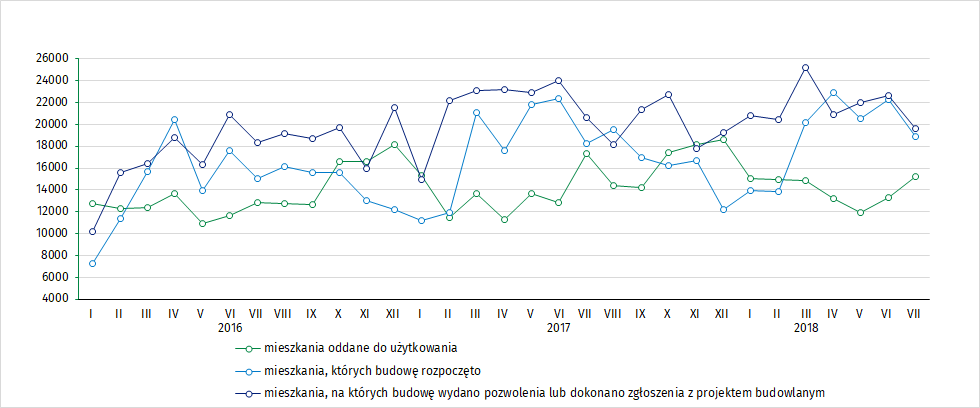 26000
24000
22000
20000
18000
16000
14000
12000
10000
8000
6000
4000
I II III IV V VI VII VIII IX X XI XII I II III IV V VI VII VIII IX X XI XII I II III IV V VI VII
2016 2017 2018
mieszkania oddane do użytkowania
mieszkania, których budowę rozpoczęto
mieszkania, na których budowę wydano pozwolenia lub dokonano zgłoszenia z projektem budowlanym